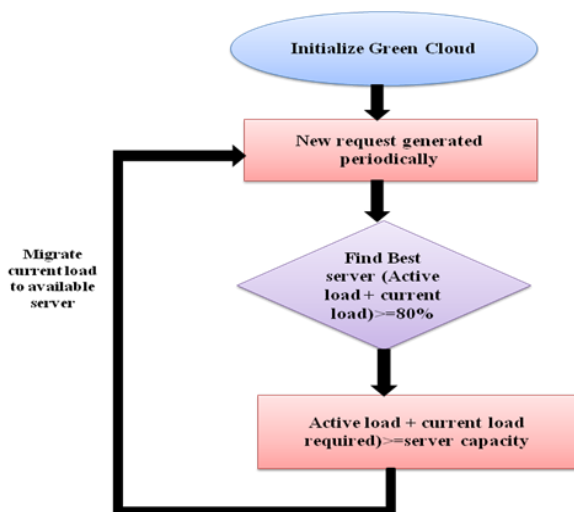 Initialize Green Cloud
New request generated
periodically
Migrate
current load
to available
server
Find Best
server (Active
load + current
load)>=80%
Active load + current load
required)>=server capacity